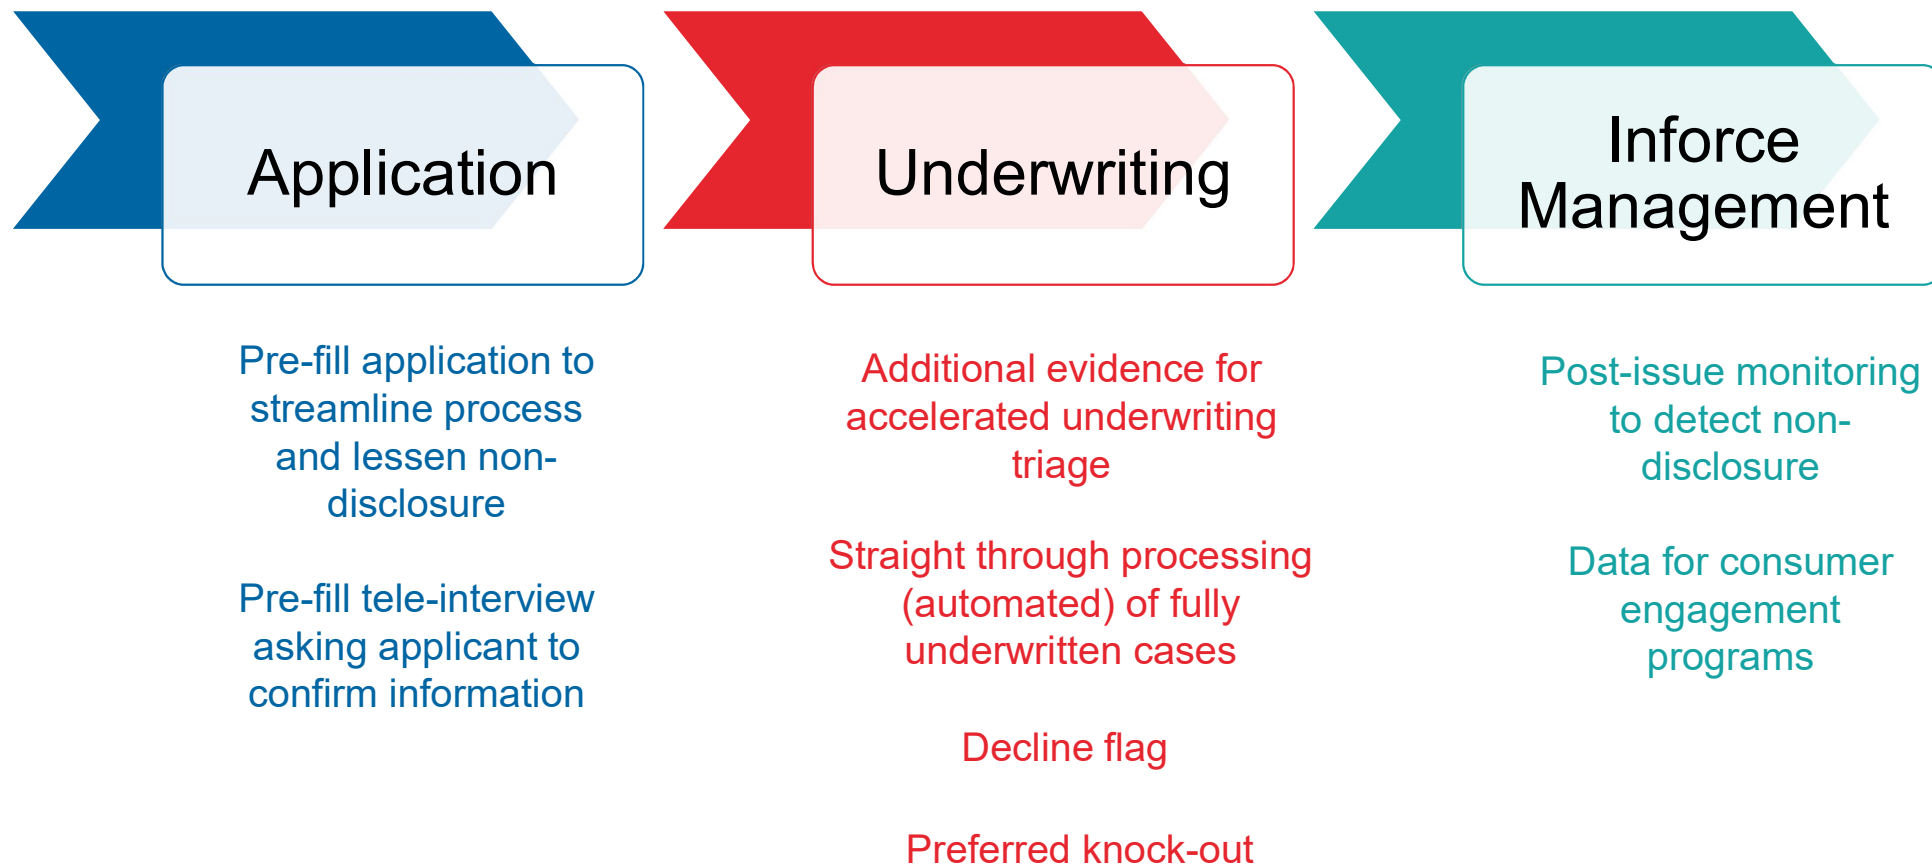 Application
Pre-fill application to
streamline process
and lessen non-
disclosure
Pre-fill tele-interview
asking applicant to
confirm information
Underwriting
Additional evidence for
accelerated underwriting
triage
Straight through processing
(automated) of fully
underwritten cases
Decline flag
Preferred knock-out
Inforce
Management
Post-issue monitoring
to detect non-
disclosure
Data for consumer
engagement
programs